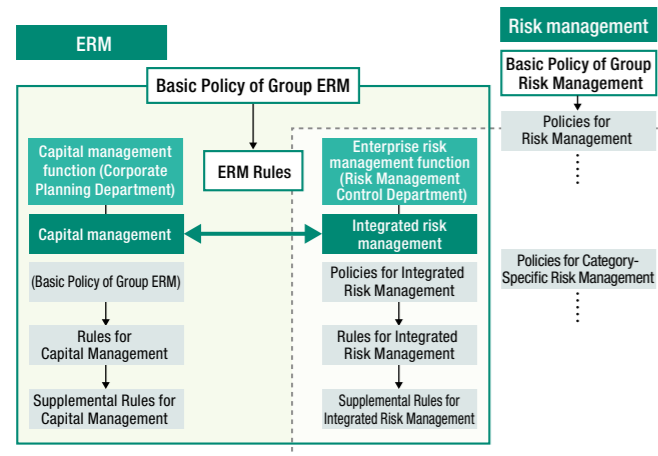 ERM
Risk management
Basic Policy of Group ERM
Basic Policy of Group
Risk Management
Policies for
Risk Management
Capital management
function (Corporate
Planning Department)
ERM Rules
Enterprise risk
management function
(Risk Management
Control Department)
Capital management
Integrated risk
management
(Basic Policy of Group ERM)
Policies for Integrated
Risk Management
Policies for Category-
Specific Risk Management
Rules for
Capital Management
Rules for Integrated
Risk Management
Supplemental Rules for
Capital Management
Supplemental Rules for
Integrated Risk Management